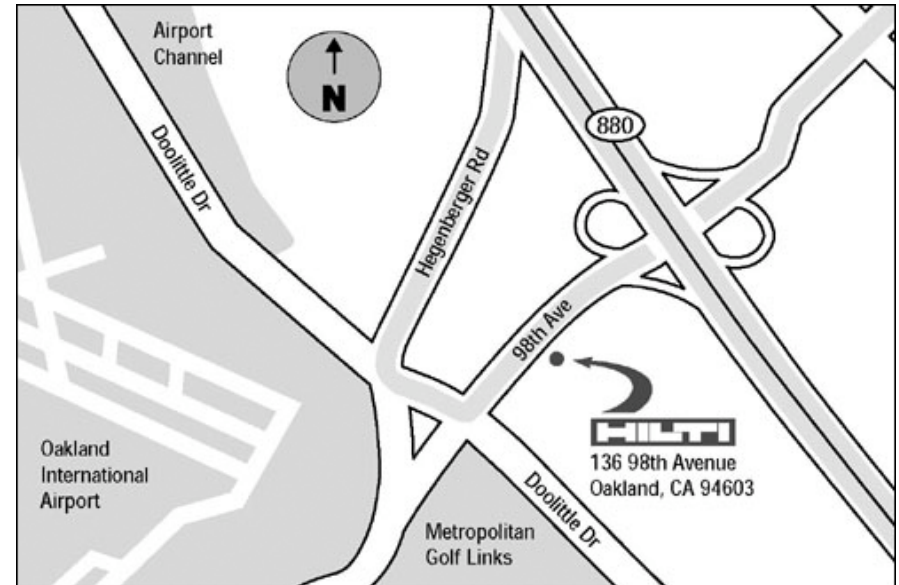 Airport
Channel
N
880
Doolittle Dr
Hegenberger Rd
98th Ave
HILTI
136 98th Avenue
Oakland, CA 94603
Oakland
International
Airport
Doolittle Dr
Metropolitan
Golf Links